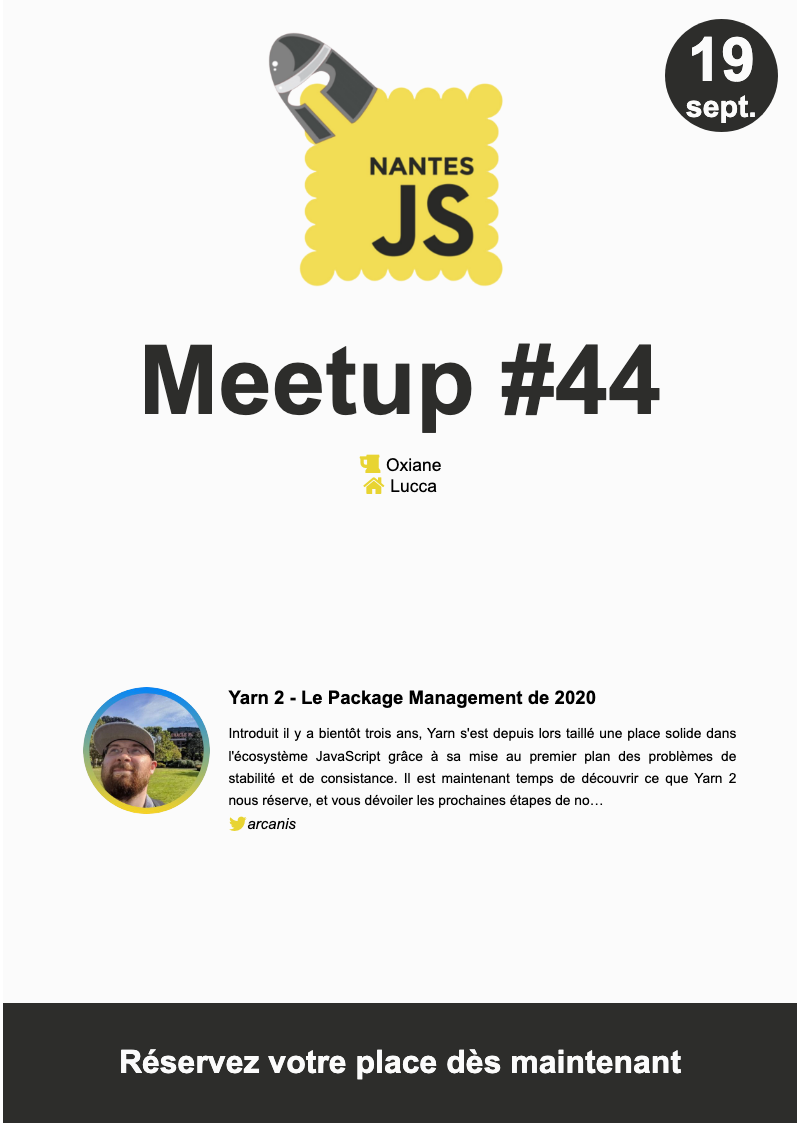 19
sept.
NANTES
JS
Meetup #44
Oxiane
Lucca
Yarn 2 - Le Package Management de 2020
Introduit il y a bientôt trois ans, Yarn s'est depuis lors taillé une place solide dans
l'écosystème JavaScript grâce à sa mise au premier plan des problèmes de
stabilité et de consistance. Il est maintenant temps de découvrir ce que Yarn 2
nous réserve, et vous dévoiler les prochaines étapes de no…
arcanis
Réservez votre place dès maintenant